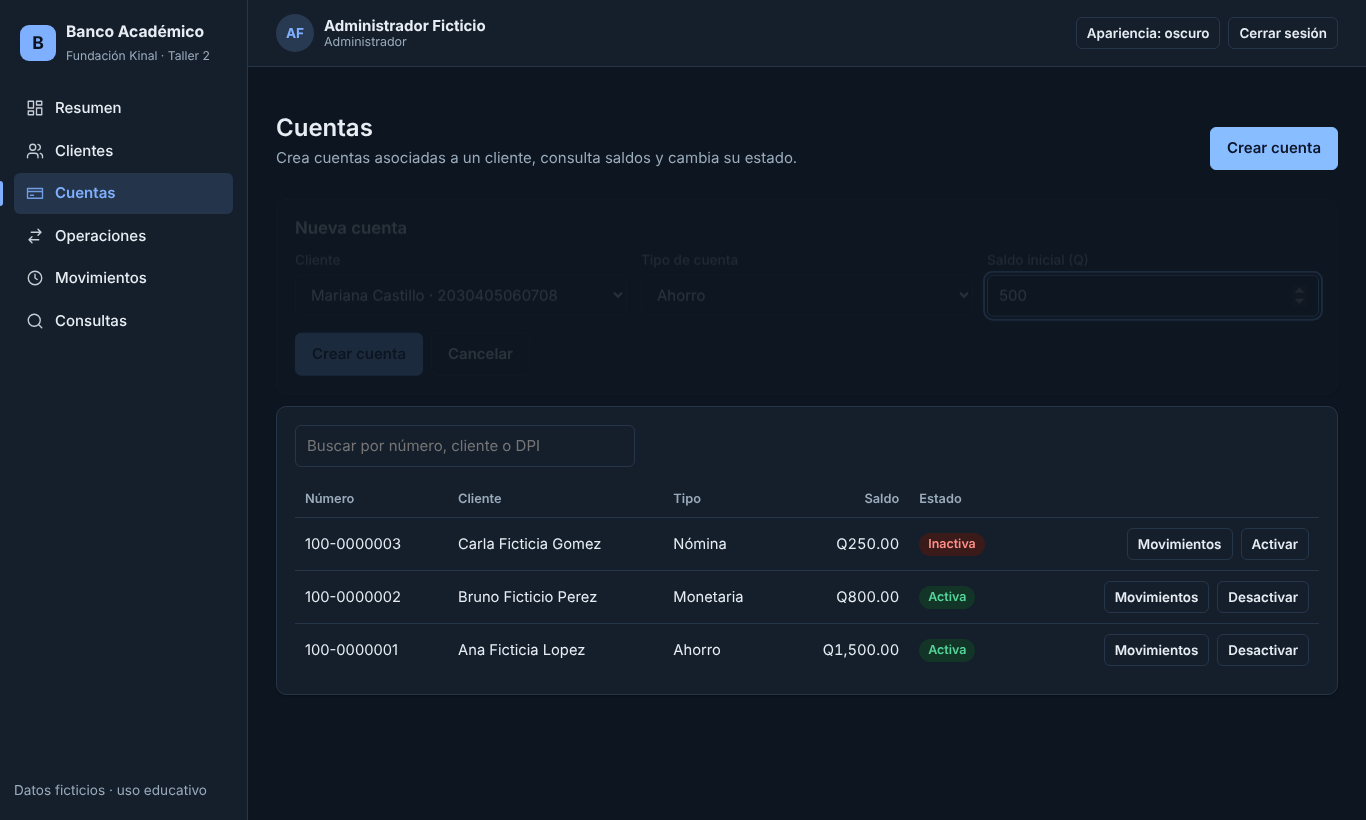 B
Banco Académico
Fundación Kinal · Taller 2
Resumen
Clientes
Cuentas
Operaciones
Movimientos
Consultas
Datos ficticios · uso educativo
AF
Administrador Ficticio
Administrador
Apariencia: oscuro
Cerrar sesión
Cuentas
Crea cuentas asociadas a un cliente, consulta saldos y cambia su estado.
Crear cuenta
Nueva cuenta
Cliente Tipo de cuenta Saldo inicial (Q)
Mariana Castillo · 2030405060708 Ahorro 500
Crear cuenta Cancelar
Buscar por número, cliente o DPI
Número Cliente Tipo Saldo Estado
100-0000003 Carla Ficticia Gomez Nómina Q250.00 Inactiva Movimientos Activar
100-0000002 Bruno Ficticio Perez Monetaria Q800.00 Activa Movimientos Desactivar
100-0000001 Ana Ficticia Lopez Ahorro Q1,500.00 Activa Movimientos Desactivar